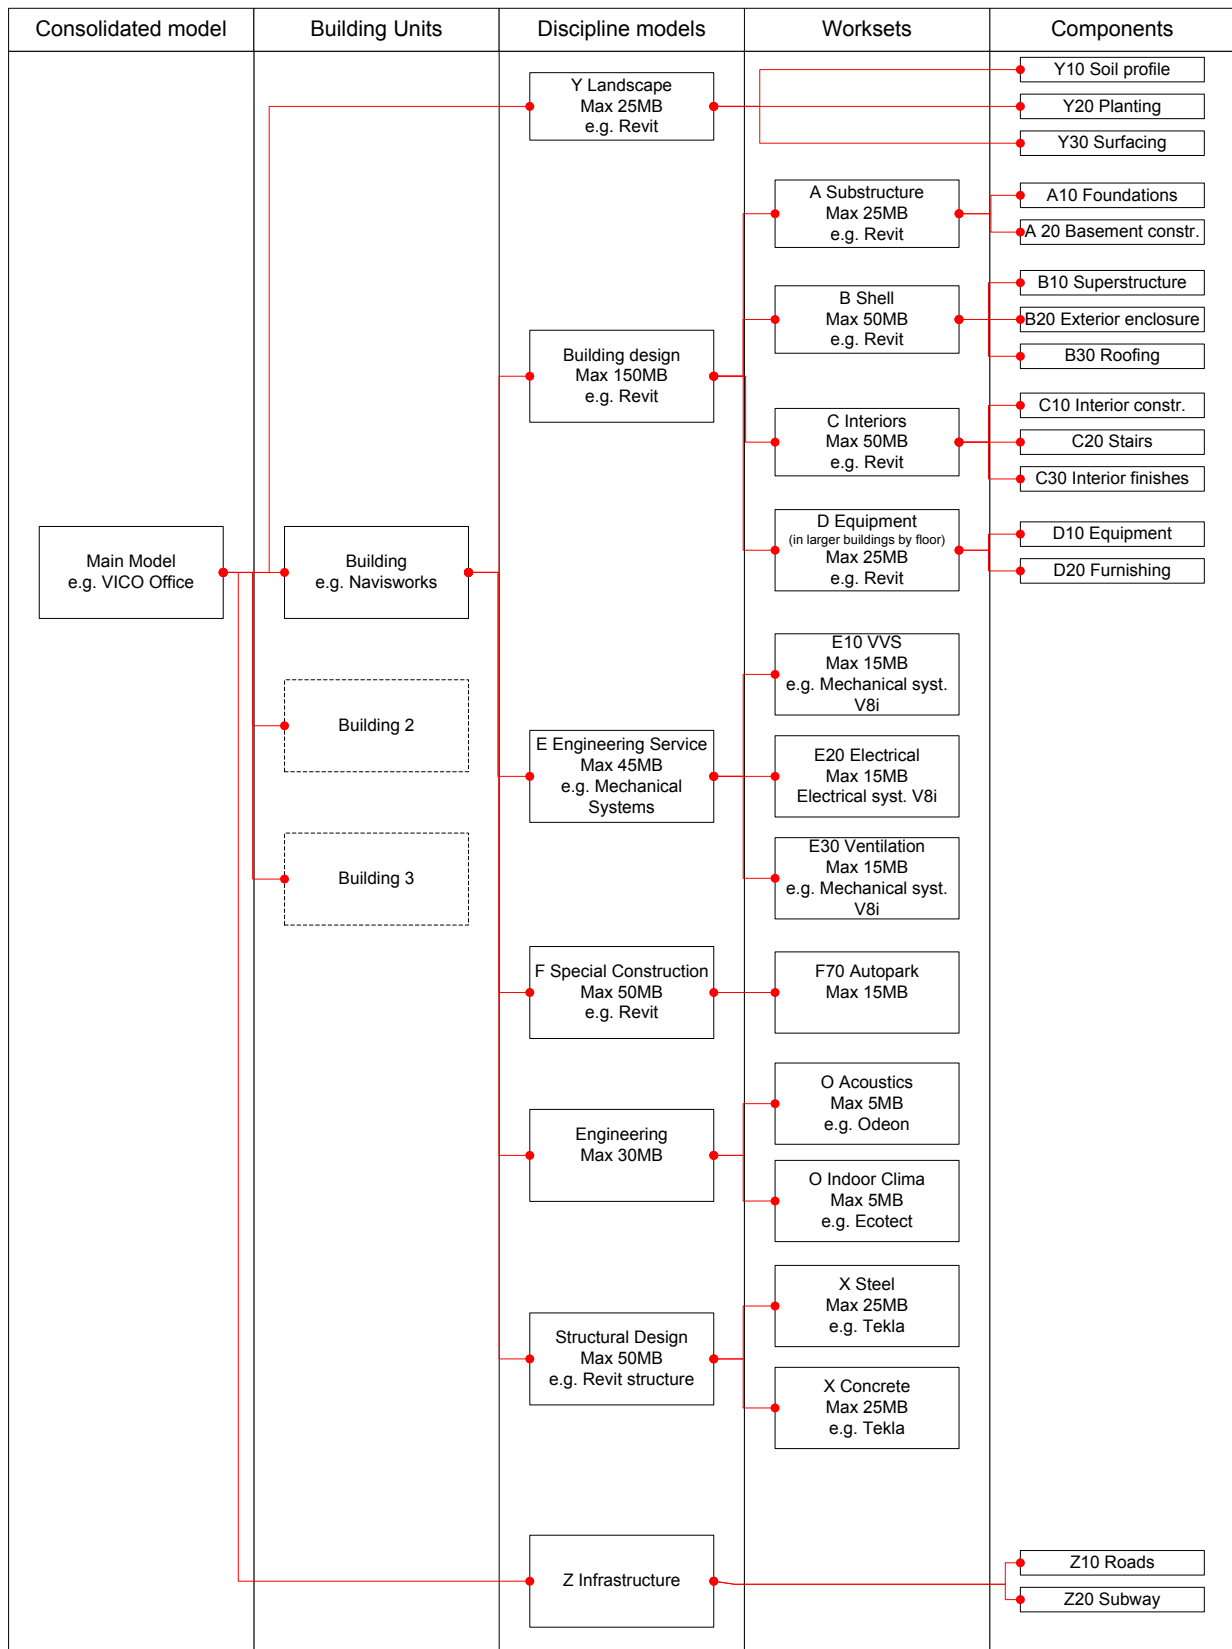 Consolidated model
Building Units
Discipline models
Worksets
Components
Main Model
e.g. VICO Office
Building
e.g. Navisworks
Building 2
Building 3
Y Landscape
Max 25MB
e.g. Revit
Building design
Max 150MB
e.g. Revit
E Engineering Service
Max 45MB
e.g. Mechanical
Systems
F Special Construction
Max 50MB
e.g. Revit
Engineering
Max 30MB
Structural Design
Max 50MB
e.g. Revit structure
Z Infrastructure
A Substructure
Max 25MB
e.g. Revit
B Shell
Max 50MB
e.g. Revit
C Interiors
Max 50MB
e.g. Revit
D Equipment
(in larger buildings by floor)
Max 25MB
e.g. Revit
E10 VVS
Max 15MB
e.g. Mechanical syst.
V8i
E20 Electrical
Max 15MB
Electrical syst. V8i
E30 Ventilation
Max 15MB
e.g. Mechanical syst.
V8i
F70 Autopark
Max 15MB
O Acoustics
Max 5MB
e.g. Odeon
O Indoor Clima
Max 5MB
e.g. Ecotect
X Steel
Max 25MB
e.g. Tekla
X Concrete
Max 25MB
e.g. Tekla
Y10 Soil profile
Y20 Planting
Y30 Surfacing
A10 Foundations
A 20 Basement constr.
B10 Superstructure
B20 Exterior enclosure
B30 Roofing
C10 Interior constr.
C20 Stairs
C30 Interior finishes
D10 Equipment
D20 Furnishing
Z10 Roads
Z20 Subway